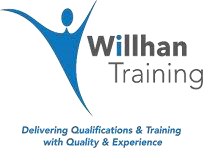 Willhan
Training
Delivering Qualifications & Training
with Quality & Experience